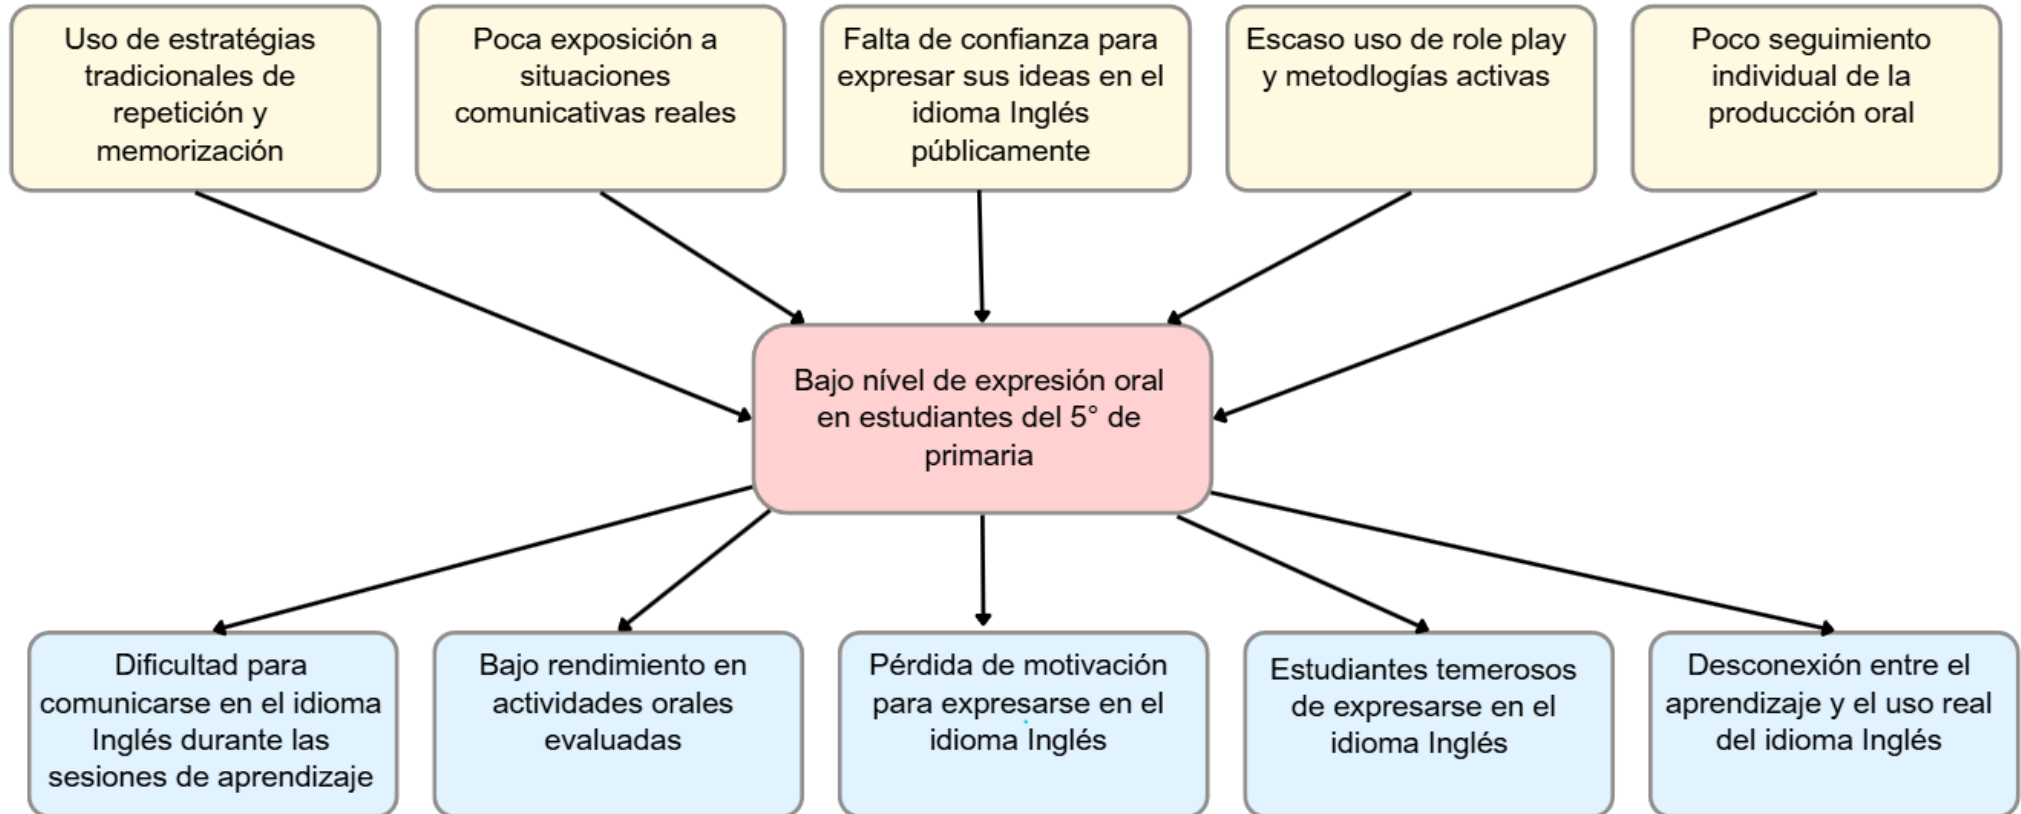 Uso de estratégias
tradicionales de
repetición y
memorización
Poca exposición a
situaciones
comunicativas reales
Falta de confianza para
expresar sus ideas en el
idioma Inglés
públicamente
Escaso uso de role play
y metodlogías activas
Poco seguimiento
individual de la
producción oral
Bajo nível de expresión oral
en estudiantes del 5° de
primaria
Dificultad para
comunicarse en el idioma
Inglés durante las
sesiones de aprendizaje
Bajo rendimiento en
actividades orales
evaluadas
Pérdida de motivación
para expresarse en el
idioma Inglés
Estudiantes temerosos
de expresarse en el
idioma Inglés
Desconexión entre el
aprendizaje y el uso real
del idioma Inglés